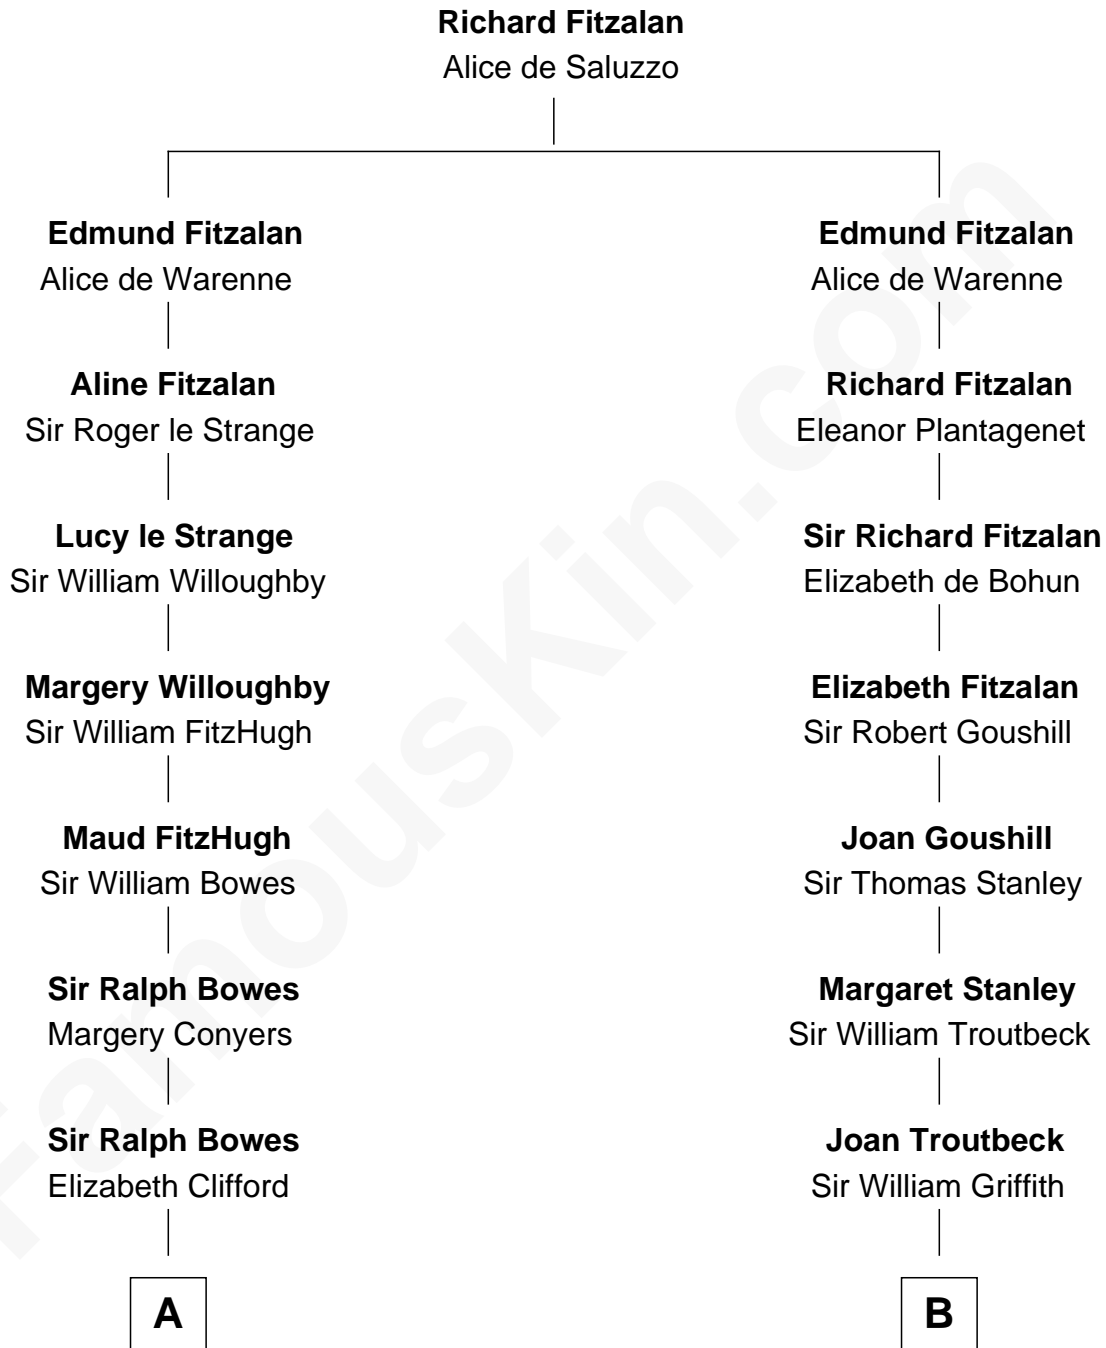 Richard Fitzalan
Alice de Saluzzo
Edmund Fitzalan
Alice de Warenne
Aline Fitzalan
Sir Roger le Strange
Lucy le Strange
Sir William Willoughby
Margery Willoughby
Sir William FitzHugh
Maud FitzHugh
Sir William Bowes
Sir Ralph Bowes
Margery Conyers
Sir Ralph Bowes
Elizabeth Clifford
A
Edmund Fitzalan
Alice de Warenne
Richard Fitzalan
Eleanor Plantagenet
Sir Richard Fitzalan
Elizabeth de Bohun
Elizabeth Fitzalan
Sir Robert Goushill
Joan Goushill
Sir Thomas Stanley
Margaret Stanley
Sir William Troutbeck
Joan Troutbeck
Sir William Griffith
B
FamousKin.com